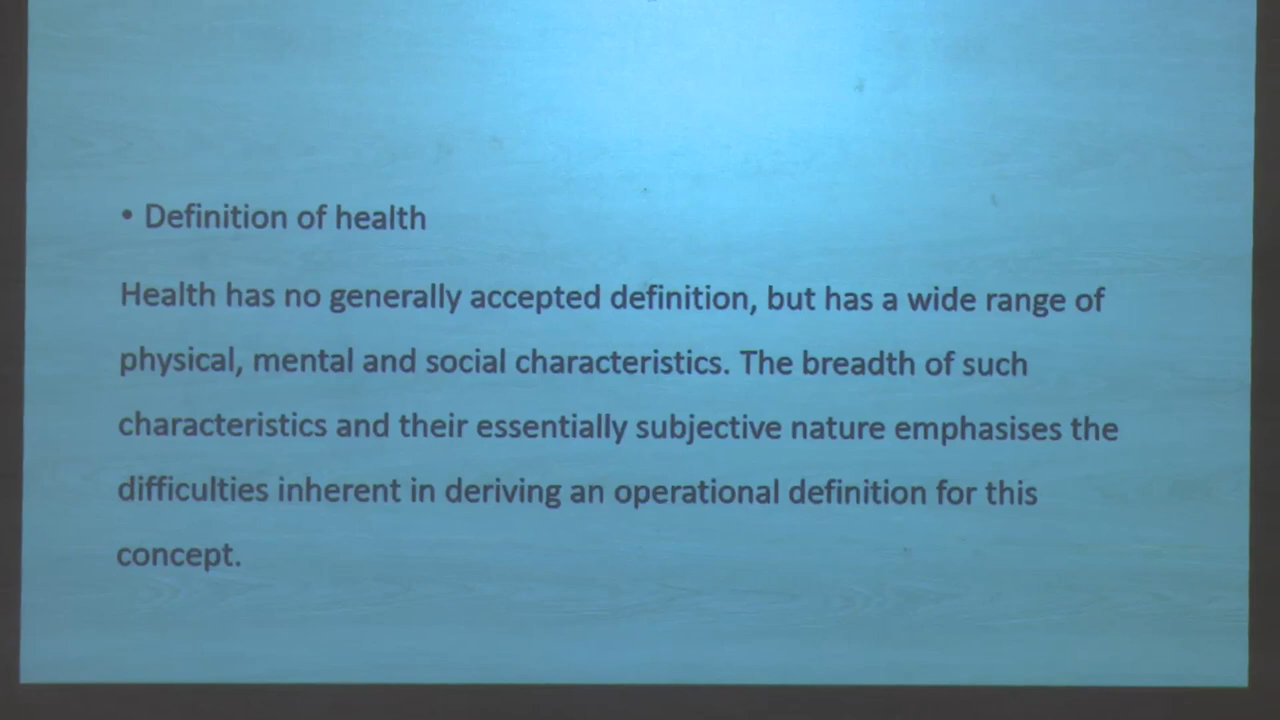 • Definition of health
Health has no generally accepted definition, but has a wide range of
physical, mental and social characteristics. The breadth of such
characteristics and their essentially subjective nature emphasises the
difficulties inherent in deriving an operational definition for this
concept.